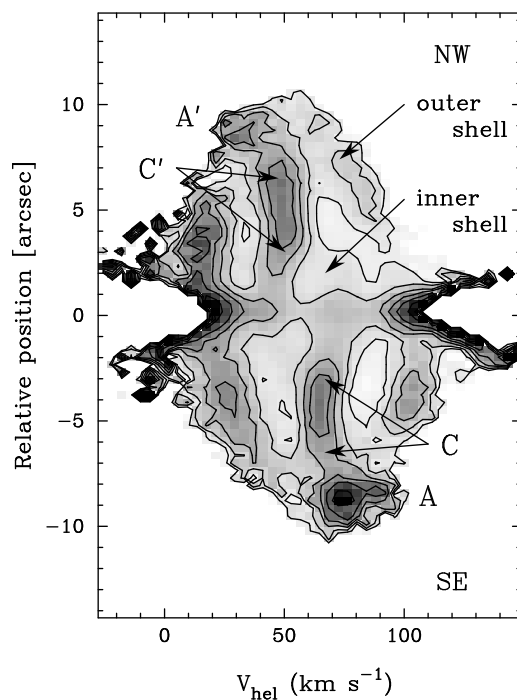 NW
10
A′
outer
shell
C′
5
inner
shell
0
Relative position [arcsec]
−5
C
A
−10
SE
0
50
100
V_hel (km s⁻¹)